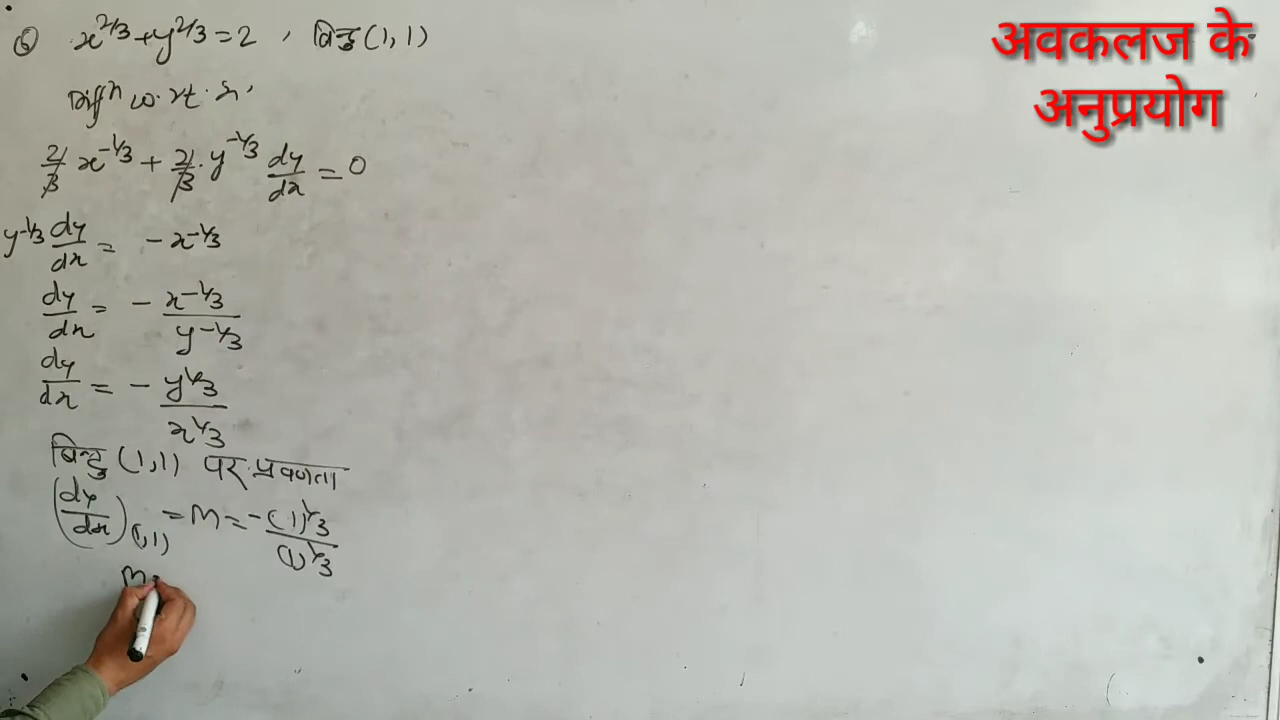 ⑥ x^2/3 + y^2/3 = 2 , बिन्दु (1, 1)
Diffⁿ w.r.t. x.
2/3 x^-1/3 + 2/3 . y^-1/3 dy/dx = 0
y^-1/3 dy/dx = - x^-1/3
dy/dx = - x^-1/3 / y^-1/3
dy/dx = - y^1/3 / x^1/3
बिन्दु (1,1) पर प्रवणता
(dy/dx)(1,1) = m = -(1)^1/3 / (1)^1/3
m =
अवकलज के
अनुप्रयोग